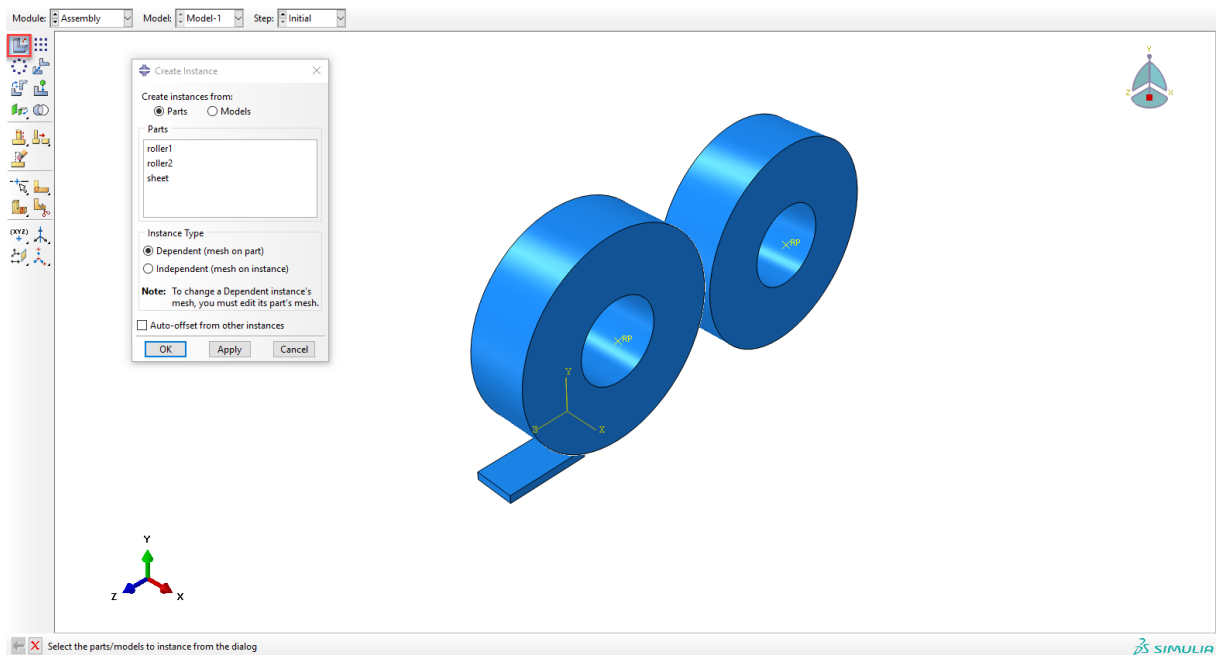 Module: Assembly Model: Model-1 Step: Initial
Create Instance
Create instances from:
Parts Models
Parts
roller1
roller2
sheet
Instance Type
Dependent (mesh on part)
Independent (mesh on instance)
Note: To change a Dependent instance's
mesh, you must edit its part's mesh.
Auto-offset from other instances
OK Apply Cancel
(XYZ)
Y
Z X
RP
RP
Y
Z X
Y
Z X
Select the parts/models to instance from the dialog
SIMULIA